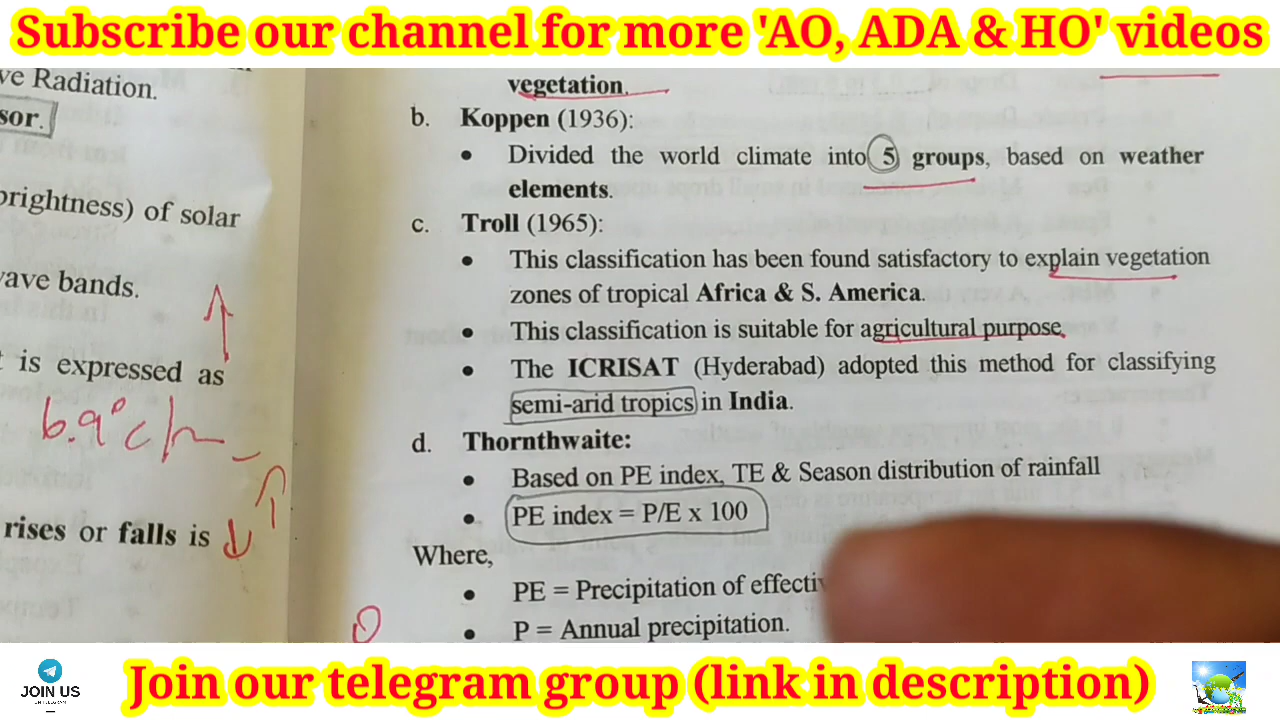 Subscribe our channel for more 'AO, ADA & HO' videos
ve Radiation.
sor.
brightness) of solar
wave bands.
is expressed as
6.9°c/
rises or falls is
vegetation.
b. Koppen (1936):
• Divided the world climate into 5 groups, based on weather
elements.
c. Troll (1965):
• This classification has been found satisfactory to explain vegetation
zones of tropical Africa & S. America.
• This classification is suitable for agricultural purpose.
• The ICRISAT (Hyderabad) adopted this method for classifying
semi-arid tropics in India.
d. Thornthwaite:
• Based on PE index, TE & Season distribution of rainfall
• PE index = P/E x 100
Where,
• PE = Precipitation of effecti
• P = Annual precipitation.
JOIN US
ON TELEGRAM
Join our telegram group (link in description)